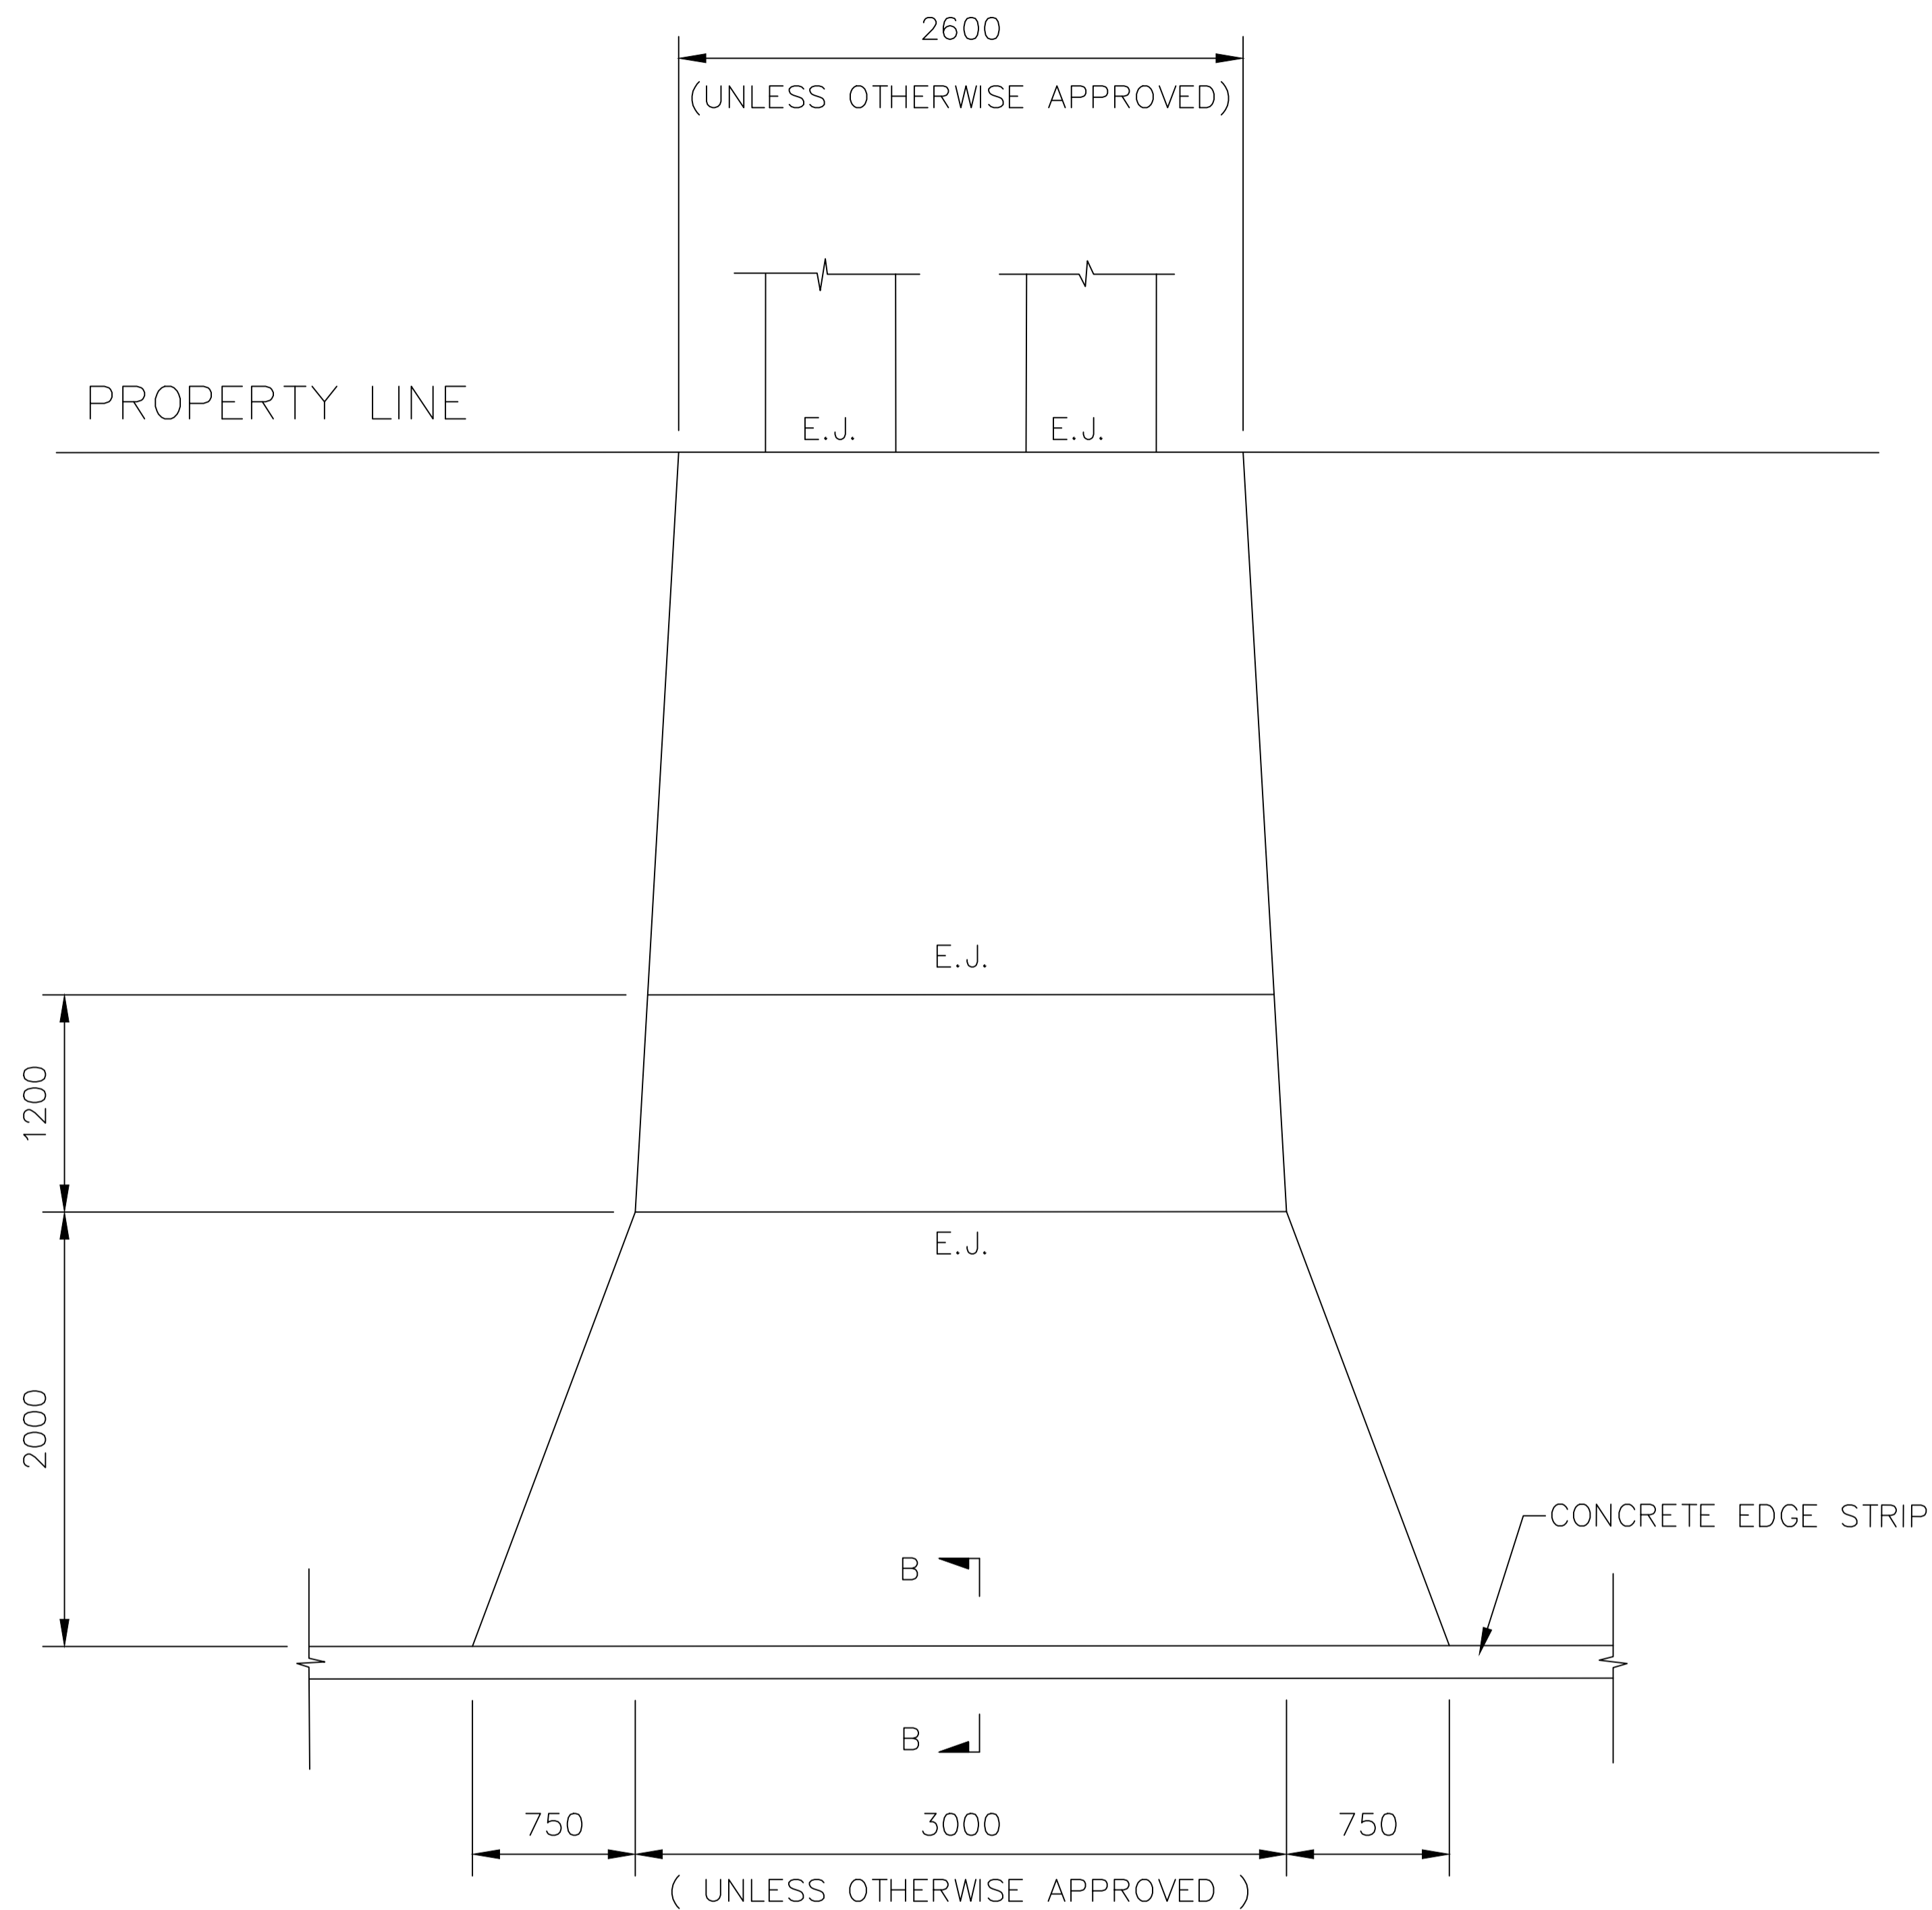 2600
(UNLESS OTHERWISE APPROVED)
PROPERTY LINE
E.J.
E.J.
E.J.
1200
E.J.
2000
CONCRETE EDGE STRIP
B
B
750
3000
750
( UNLESS OTHERWISE APPROVED )